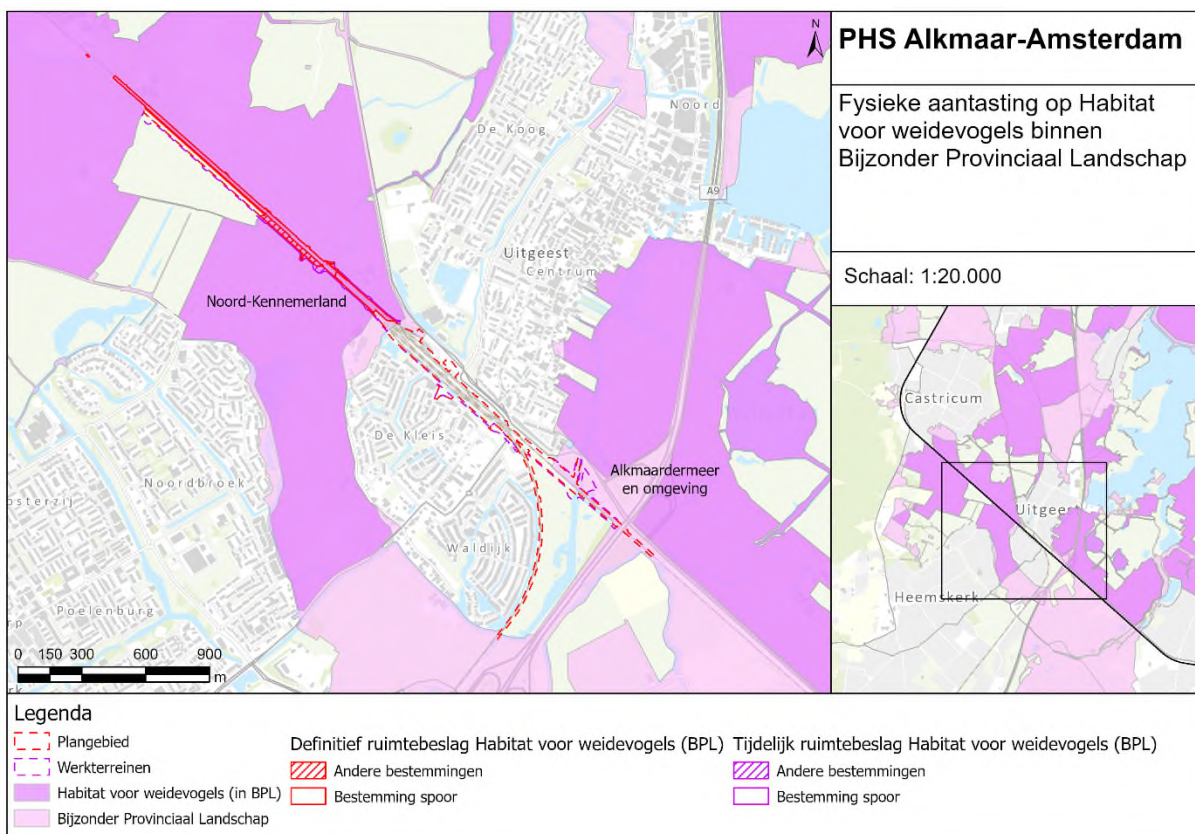 PHS Alkmaar-Amsterdam
Fysieke aantasting op Habitat
voor weidevogels binnen
Bijzonder Provinciaal Landschap
Schaal: 1:20.000
N
De Koog
Noord
A9
Uitgeest
Centrum
Noord-Kennemerland
De Kleis
Alkmaardermeer
en omgeving
Noordbroek
Waldijk
Poelenburg
0 150 300 600 900
m
Castricum
Uitgeest
Heemskerk
Legenda
Plangebied
Werkterreinen
Habitat voor weidevogels (in BPL)
Bijzonder Provinciaal Landschap
Definitief ruimtebeslag Habitat voor weidevogels (BPL)
Andere bestemmingen
Bestemming spoor
Tijdelijk ruimtebeslag Habitat voor weidevogels (BPL)
Andere bestemmingen
Bestemming spoor